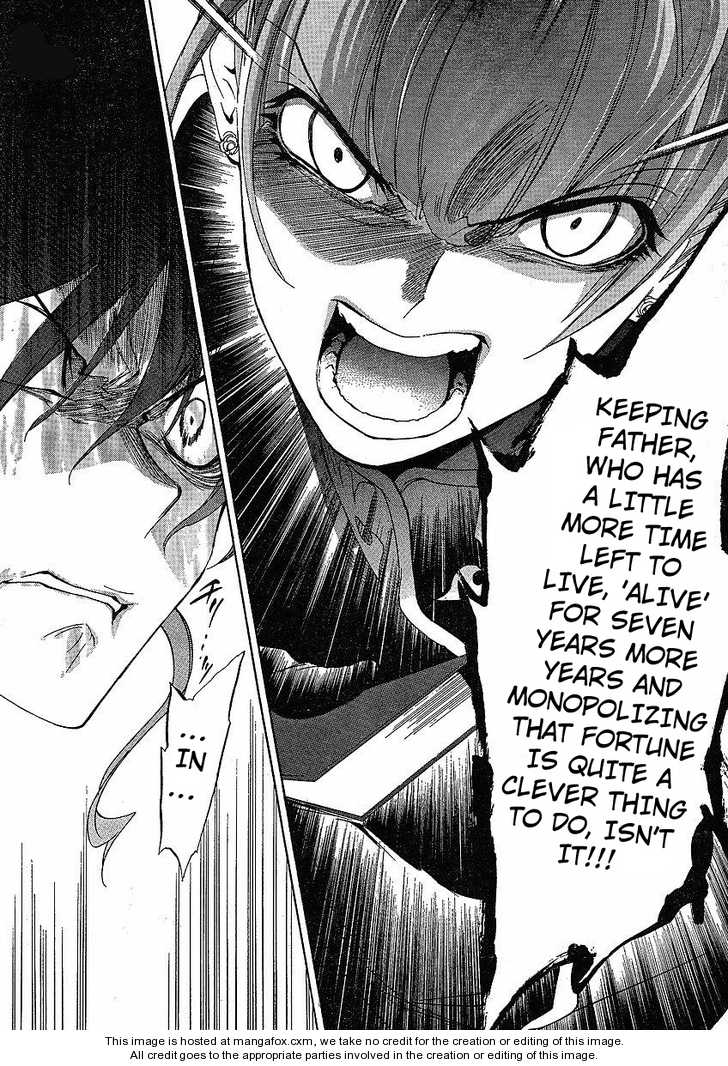 KEEPING
FATHER,
WHO HAS
A LITTLE
MORE TIME
LEFT TO
LIVE, 'ALIVE'
FOR SEVEN
YEARS MORE
YEARS AND
MONOPOLIZING
THAT FORTUNE
IS QUITE A
CLEVER THING
TO DO, ISN'T
IT!!!
...
IN
...
This image is hosted at mangafox.cxm, we take no credit for the creation or editing of this image.
All credit goes to the appropriate parties involved in the creation or editing of this image.